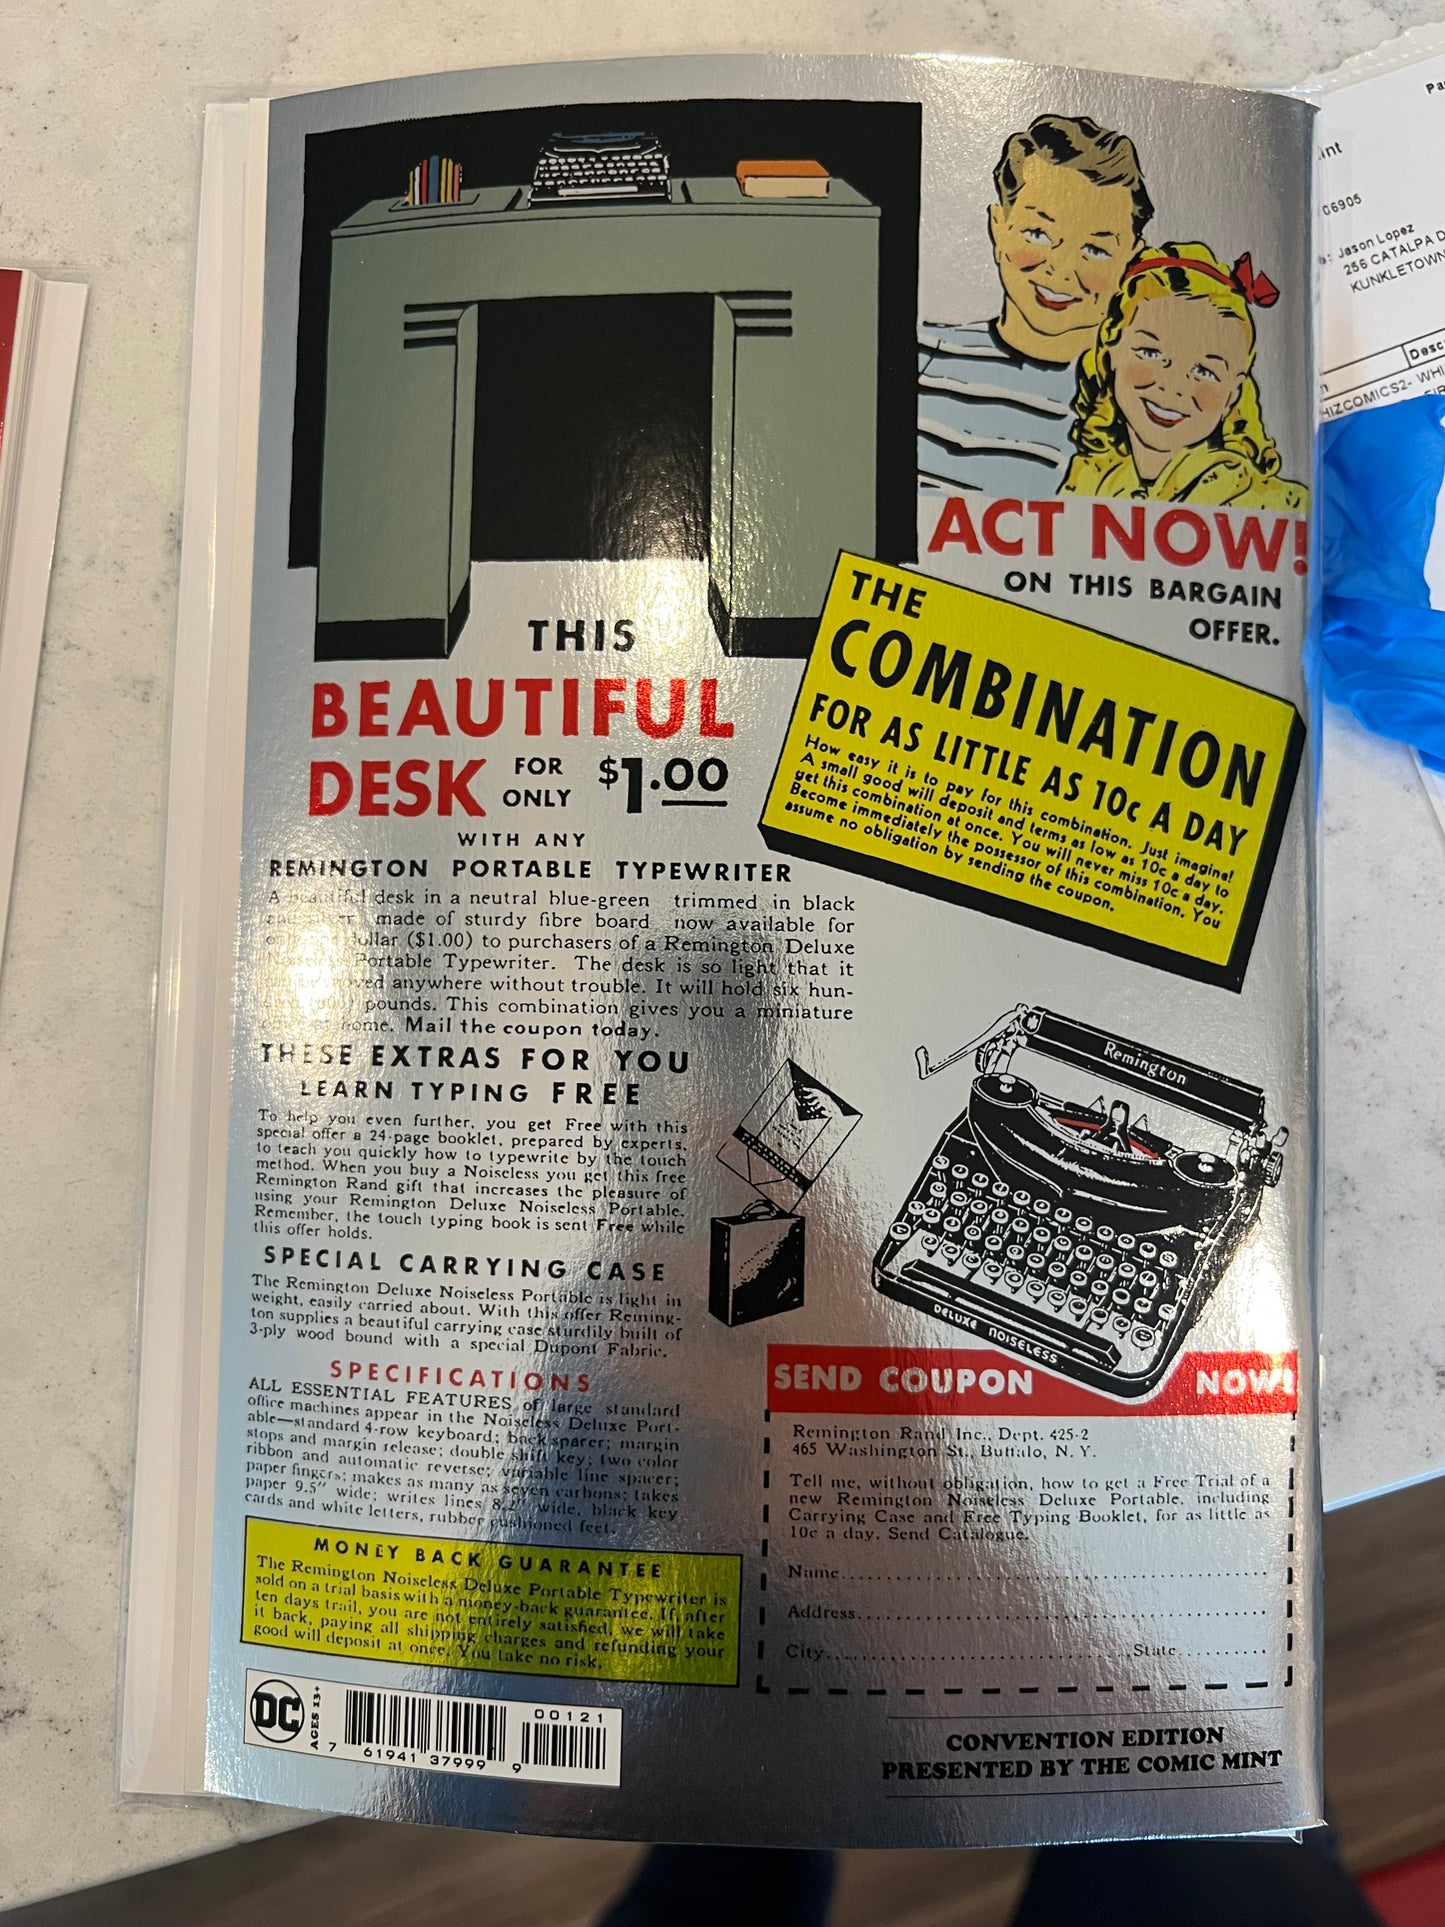 ACT NOW!
ON THIS BARGAIN
OFFER.
THE
COMBINATION
FOR AS LITTLE AS 10c A DAY
How easy it is to pay for this combination. Just imagine!
A small good will deposit and terms as low as 10c a day to
get this combination at once. You will never miss 10c a day.
Become immediately the possessor of this combination. You
assume no obligation by sending the coupon.
THIS
BEAUTIFUL
DESK FOR ONLY $1.00
WITH ANY
REMINGTON PORTABLE TYPEWRITER
A beautiful desk in a neutral blue-green trimmed in black
and silver made of sturdy fibre board now available for
only one dollar ($1.00) to purchasers of a Remington Deluxe
Noiseless Portable Typewriter. The desk is so light that it
can be moved anywhere without trouble. It will hold six hun-
pounds. This combination gives you a miniature
home. Mail the coupon today.
THESE EXTRAS FOR YOU
LEARN TYPING FREE
To help you even further, you get Free with this
special offer a 24-page booklet, prepared by experts,
to teach you quickly how to typewrite by the touch
method. When you buy a Noiseless you get this free
Remington Rand gift that increases the pleasure of
using your Remington Deluxe Noiseless Portable.
Remember, the touch typing book is sent Free while
this offer holds.
SPECIAL CARRYING CASE
The Remington Deluxe Noiseless Portable is light in
weight, easily carried about. With this offer Reming-
ton supplies a beautiful carrying case sturdily built of
3-ply wood bound with a special Dupont Fabric.
SPECIFICATIONS
ALL ESSENTIAL FEATURES of large standard
office machines appear in the Noiseless Deluxe Port-
able—standard 4-row keyboard; back spacer; margin
stops and margin release; double shift key; two color
ribbon and automatic reverse; variable line spacer;
paper fingers; makes as many as seven carbons; takes
paper 9.5" wide; writes lines 8.2" wide, black key
cards and white letters, rubber cushioned feet.
MONEY BACK GUARANTEE
The Remington Noiseless Deluxe Portable Typewriter is
sold on a trial basis with a money-back guarantee. If, after
ten days trail, you are not entirely satisfied, we will take
it back, paying all shipping charges and refunding your
good will deposit at once. You take no risk.
Remington
DELUXE NOISELESS
SEND COUPON NOW!
Remington Rand Inc., Dept. 425-2
465 Washington St., Buffalo, N. Y.
Tell me, without obligation, how to get a Free Trial of a
new Remington Noiseless Deluxe Portable, including
Carrying Case and Free Typing Booklet, for as little as
10c a day. Send Catalogue.
Name
Address
City State
DC
AGES 13+
7 61941 37999 9
00121
CONVENTION EDITION
PRESENTED BY THE COMIC MINT
06905
Jason Lopez
256 CATALPA D
KUNKLETOWN
Desc